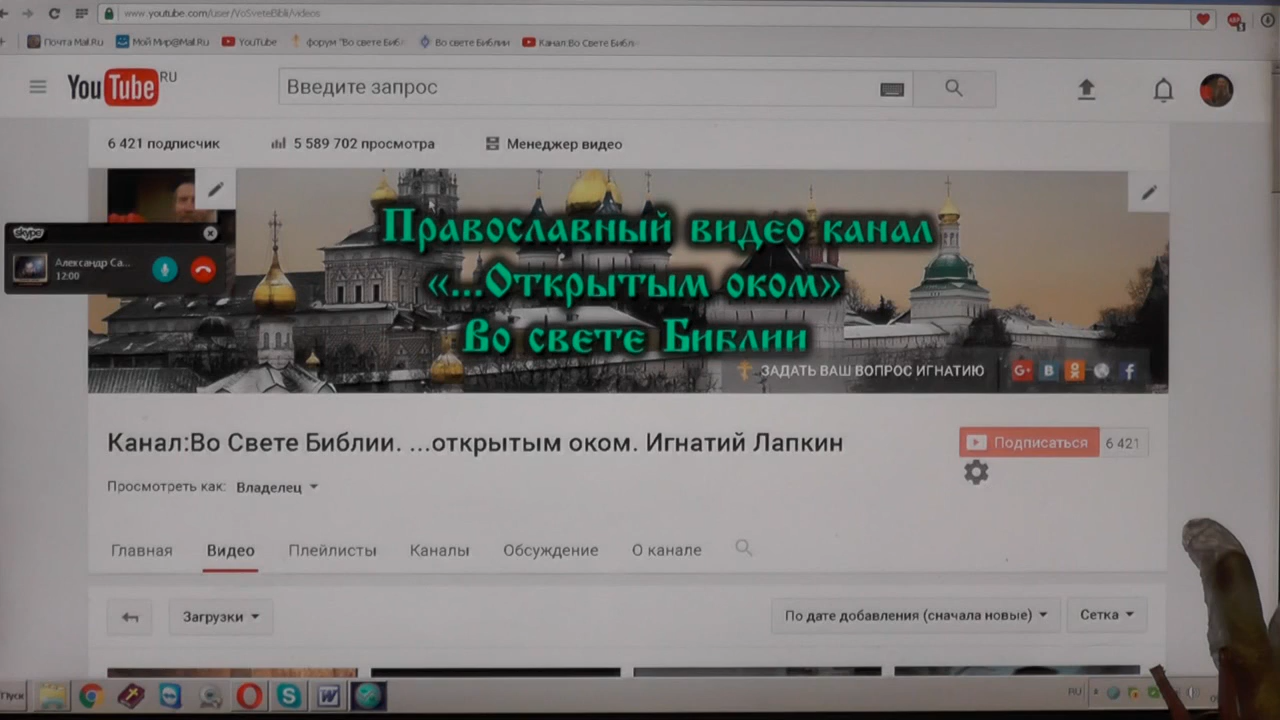 www.youtube.com/user/VoSveteBiblii/videos
Почта Mail.Ru Мой Мир@Mail.Ru YouTube форум "Во свете Библ Во свете Библии Канал:Во Свете Библ
YouTube RU
Введите запрос
6 421 подписчик 5 589 702 просмотра Менеджер видео
Православный видео канал
skype
Александр Са...
12:00
«...Открытым оком»
Во свете Библии
ЗАДАТЬ ВАШ ВОПРОС ИГНАТИЮ
Канал:Во Свете Библии. ...открытым оком. Игнатий Лапкин
Подписаться 6 421
Просмотреть как: Владелец
Главная Видео Плейлисты Каналы Обсуждение О канале
Загрузки По дате добавления (сначала новые) Сетка
Пуск RU